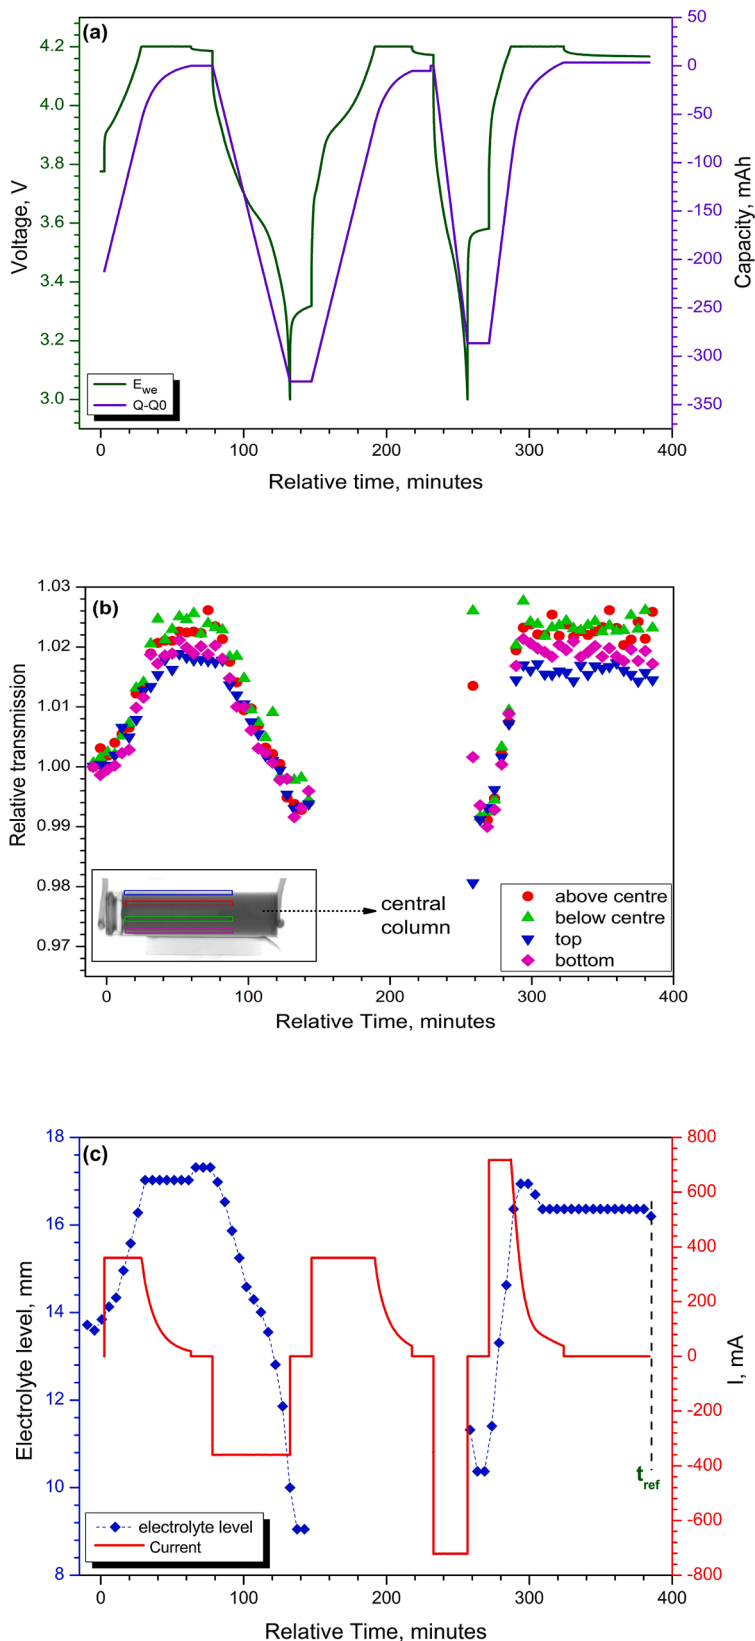 (a)
4.2
4.0
3.8
3.6
3.4
3.2
3.0
Voltage, V
50
0
-50
-100
-150
-200
-250
-300
-350
Capacity, mAh
E_we
Q-Q0
0 100 200 300 400
Relative time, minutes
(b)
1.03
1.02
1.01
1.00
0.99
0.98
0.97
Relative transmission
central
column
above centre
below centre
top
bottom
0 100 200 300 400
Relative Time, minutes
(c)
18
16
14
12
10
8
Electrolyte level, mm
800
600
400
200
0
-200
-400
-600
-800
I, mA
t_ref
electrolyte level
Current
0 100 200 300 400
Relative Time, minutes